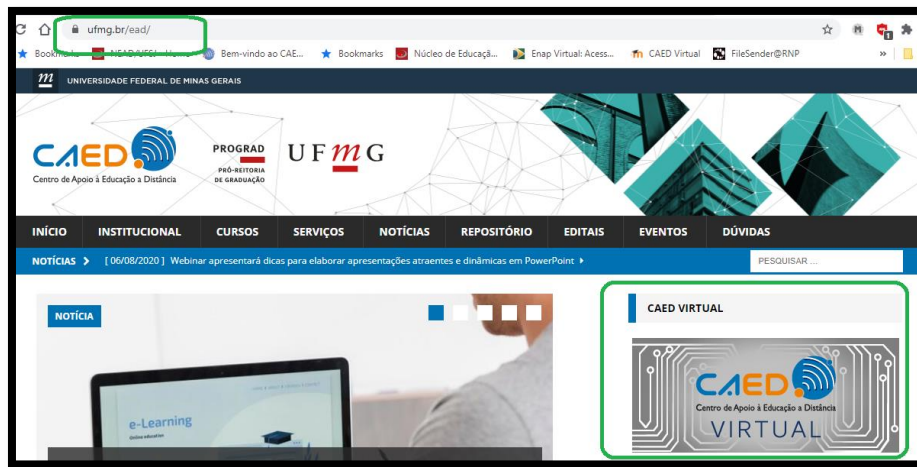 ufmg.br/ead/
Bookmarks NEAD/UFSJ Bem-vindo ao CAE... Bookmarks Núcleo de Educaçã... Enap Virtual: Acess... CAED Virtual FileSender@RNP »
UNIVERSIDADE FEDERAL DE MINAS GERAIS
CAED
Centro de Apoio à Educação a Distância
PROGRAD
PRÓ-REITORIA
DE GRADUAÇÃO
UFmG
INÍCIO INSTITUCIONAL CURSOS SERVIÇOS NOTÍCIAS REPOSITÓRIO EDITAIS EVENTOS DÚVIDAS
NOTÍCIAS [ 06/08/2020 ] Webinar apresentará dicas para elaborar apresentações atraentes e dinâmicas em PowerPoint PESQUISAR ...
NOTÍCIA
e-Learning
Online education
CAED VIRTUAL
CAED
Centro de Apoio à Educação a Distância
VIRTUAL